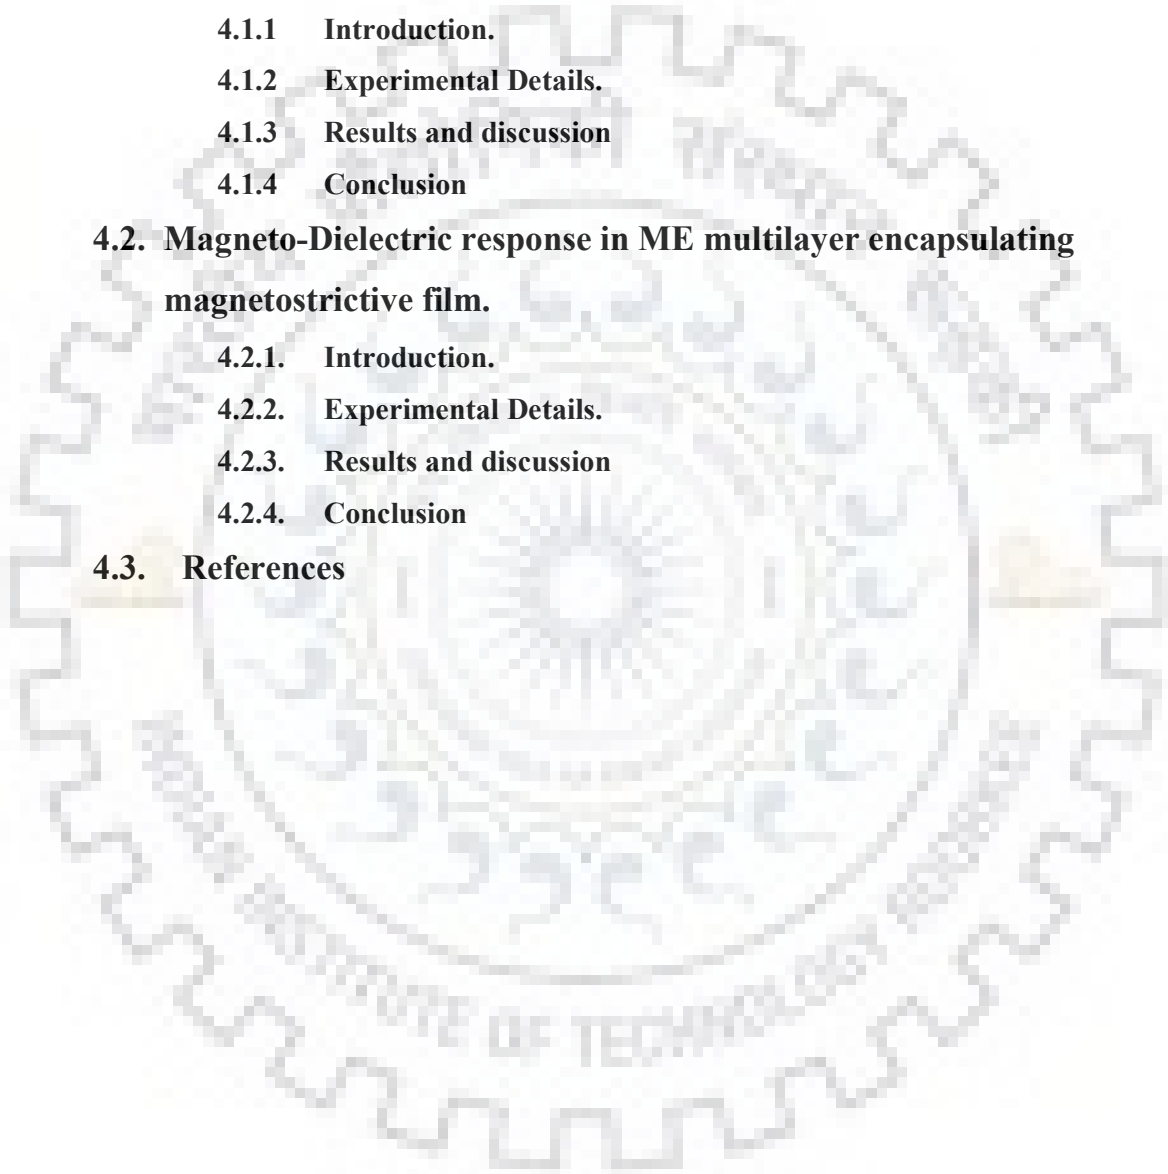 4.1.1 Introduction.
4.1.2 Experimental Details.
4.1.3 Results and discussion
4.1.4 Conclusion
4.2. Magneto-Dielectric response in ME multilayer encapsulating
magnetostrictive film.
4.2.1. Introduction.
4.2.2. Experimental Details.
4.2.3. Results and discussion
4.2.4. Conclusion
4.3. References
OF TECHNOLOGY